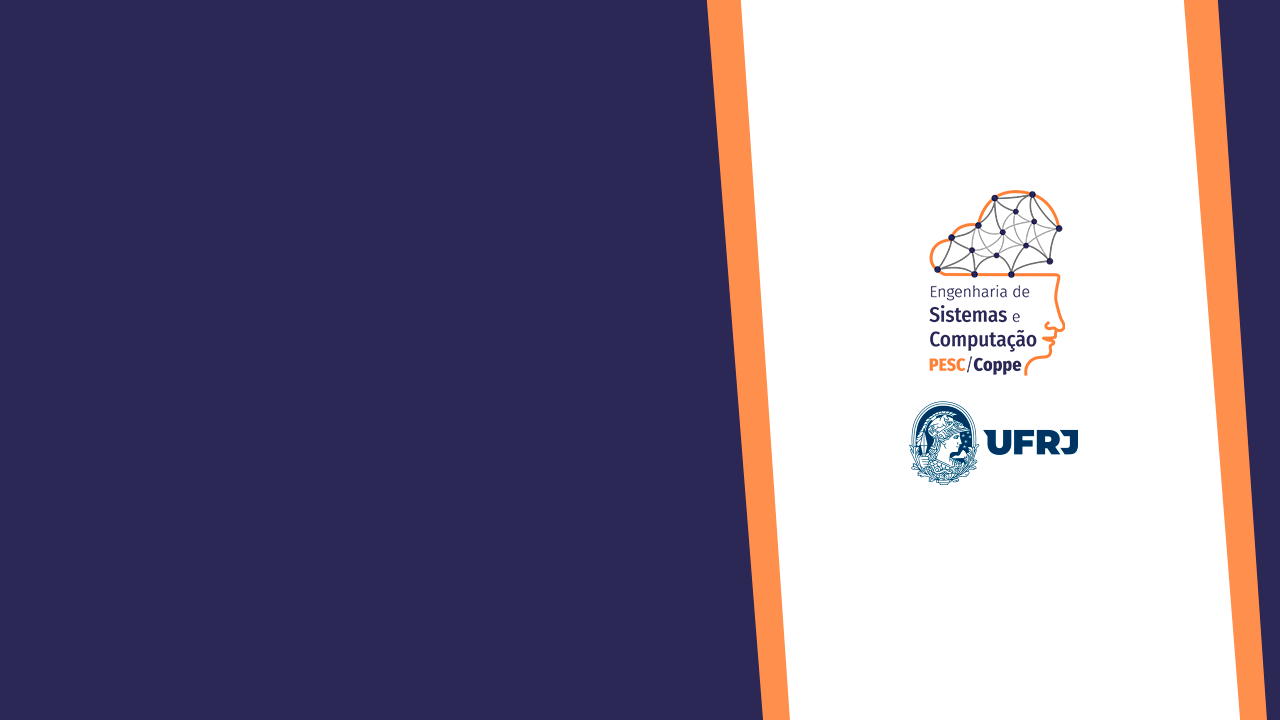 Engenharia de
Sistemas e
Computação
PESC/Coppe
UFRJ